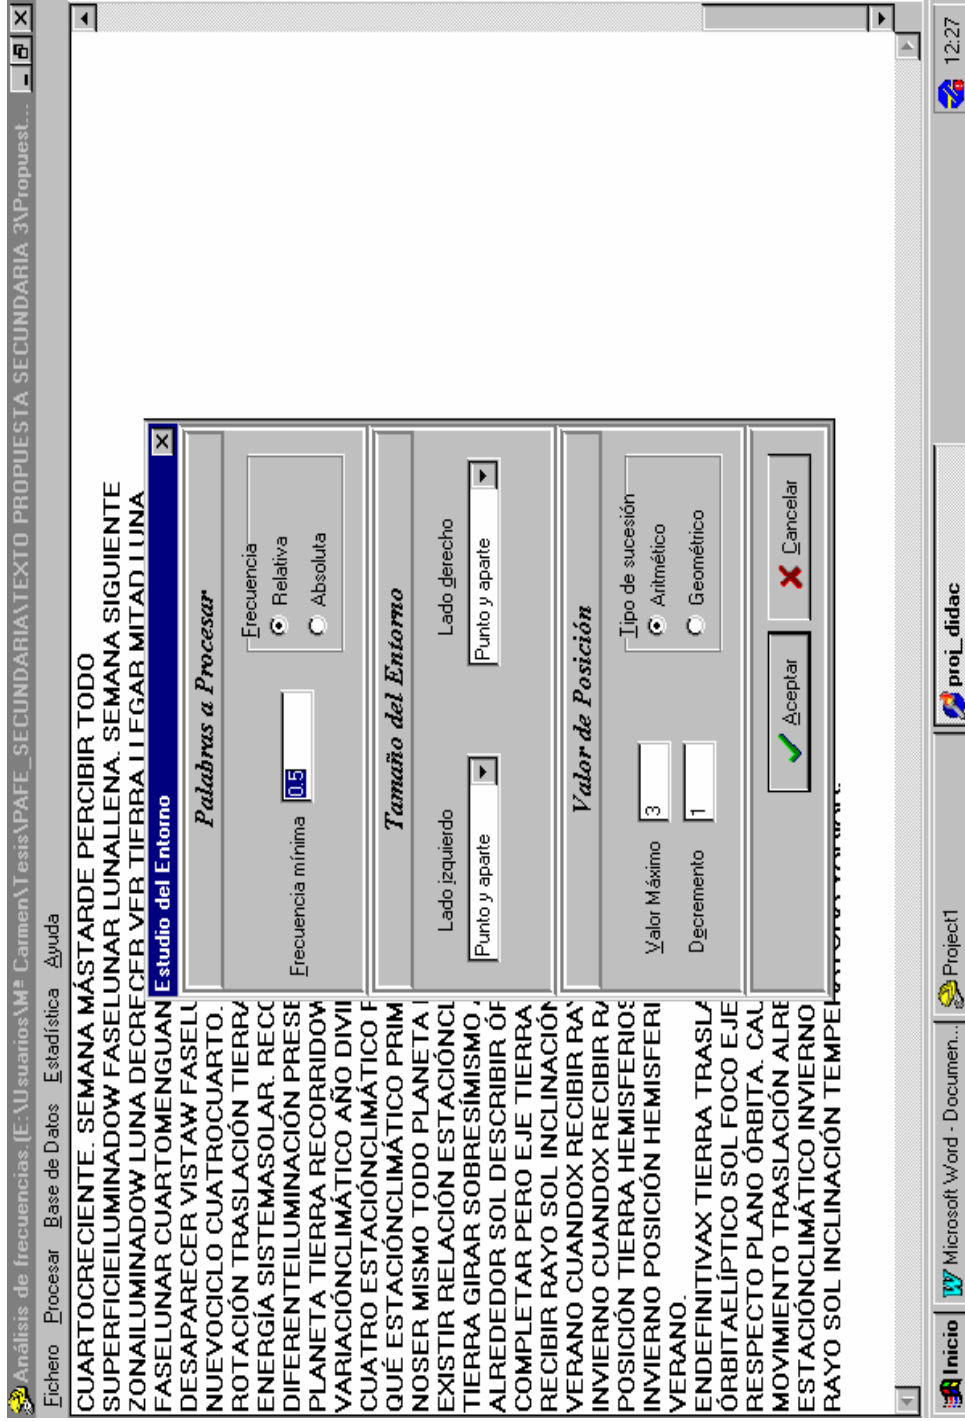 Análisis de frecuencias.(E:\Usuarios\Mª Carmen\Tesis\PAFE_SECUNDARIA\TEXTO PROPUESTA SECUNDARIA 3\Propuest...
Fichero Procesar Base de Datos Estadística Ayuda
CUARTOCRECIENTE. SEMANA MÁSTARDE PERCIBIR TODO
SUPERFICIEILUMINADOW FASELUNAR LUNALLENA. SEMANA SIGUIENTE
ZONAILUMINADOW LUNA DECRECER VER TIERRA LLEGAR MITAD LUNA
FASELUNAR CUARTOMENGUAN
DESAPARECER VISTAW FASELU
NUEVOCICLO CUATROCUARTO.
ROTACIÓN TRASLACIÓN TIERRA
ENERGÍA SISTEMASOLAR. RECO
DIFERENTEILUMINACIÓN PRESE
PLANETA TIERRA RECORRIDOW
VARIACIÓNCLIMÁTICO AÑO DIVI
CUATRO ESTACIÓNCLIMÁTICO P
QUÉ ESTACIÓNCLIMÁTICO PRIM
NOSER MISMO TODO PLANETA
EXISTIR RELACIÓN ESTACIÓNCL
TIERRA GIRAR SOBRESÍMISMO.
ALREDEDOR SOL DESCRIBIR ÓR
COMPLETAR PERO EJE TIERRA
RECIBIR RAYO SOL INCLINACIÓN
VERANO CUANDOX RECIBIR RAY
INVIERNO CUANDOX RECIBIR RA
POSICIÓN TIERRA HEMISFERIOS
INVIERNO POSICIÓN HEMISFERI
VERANO.
ENDEFINITIVAX TIERRA TRASLA
ÓRBITAELÍPTICO SOL FOCO EJE
RESPECTO PLANO ÓRBITA. CAL
MOVIMIENTO TRASLACIÓN ALRE
ESTACIÓNCLIMÁTICO INVIERNO
RAYO SOL INCLINACIÓN TEMPE
Estudio del Entorno
Palabras a Procesar
Frecuencia mínima 0.5
Frecuencia
Relativa
Absoluta
Tamaño del Entorno
Lado izquierdo Lado derecho
Punto y aparte Punto y aparte
Valor de Posición
Valor Máximo 3
Decremento 1
Tipo de sucesión
Aritmético
Geométrico
Aceptar Cancelar
Inicio Microsoft Word - Documen... Project1 proj_didac 12:27